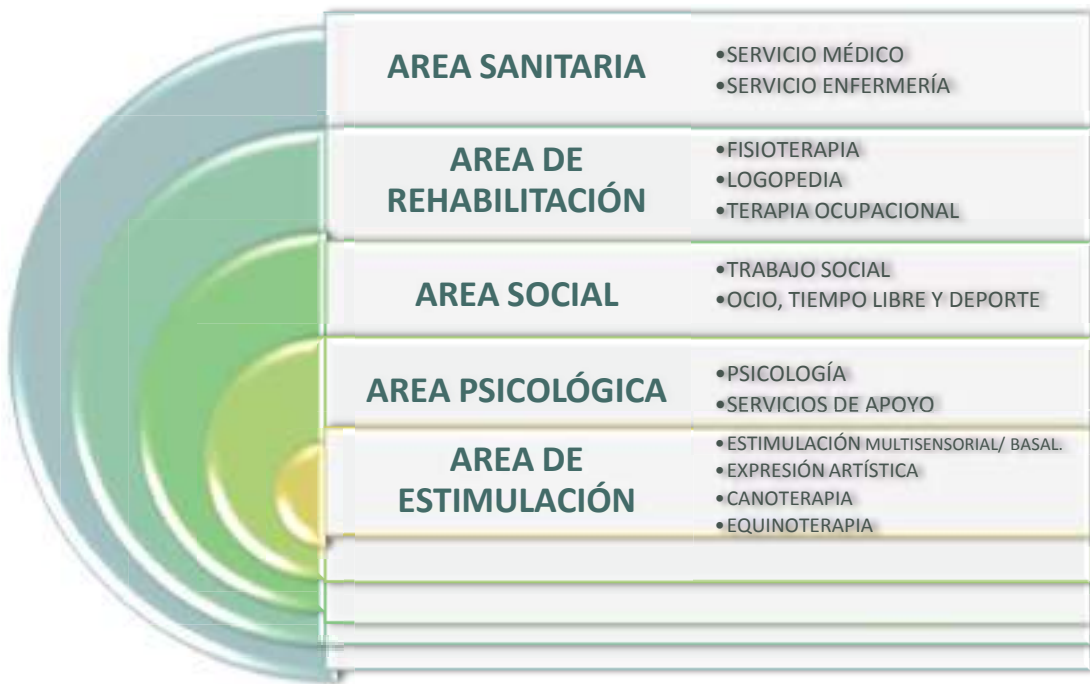 AREA SANITARIA
•SERVICIO MÉDICO
•SERVICIO ENFERMERÍA
AREA DE
REHABILITACIÓN
•FISIOTERAPIA
•LOGOPEDIA
•TERAPIA OCUPACIONAL
AREA SOCIAL
•TRABAJO SOCIAL
•OCIO, TIEMPO LIBRE Y DEPORTE
AREA PSICOLÓGICA
•PSICOLOGÍA
•SERVICIOS DE APOYO
AREA DE
ESTIMULACIÓN
•ESTIMULACIÓN MULTISENSORIAL/ BASAL.
•EXPRESIÓN ARTÍSTICA
•CANOTERAPIA
•EQUINOTERAPIA